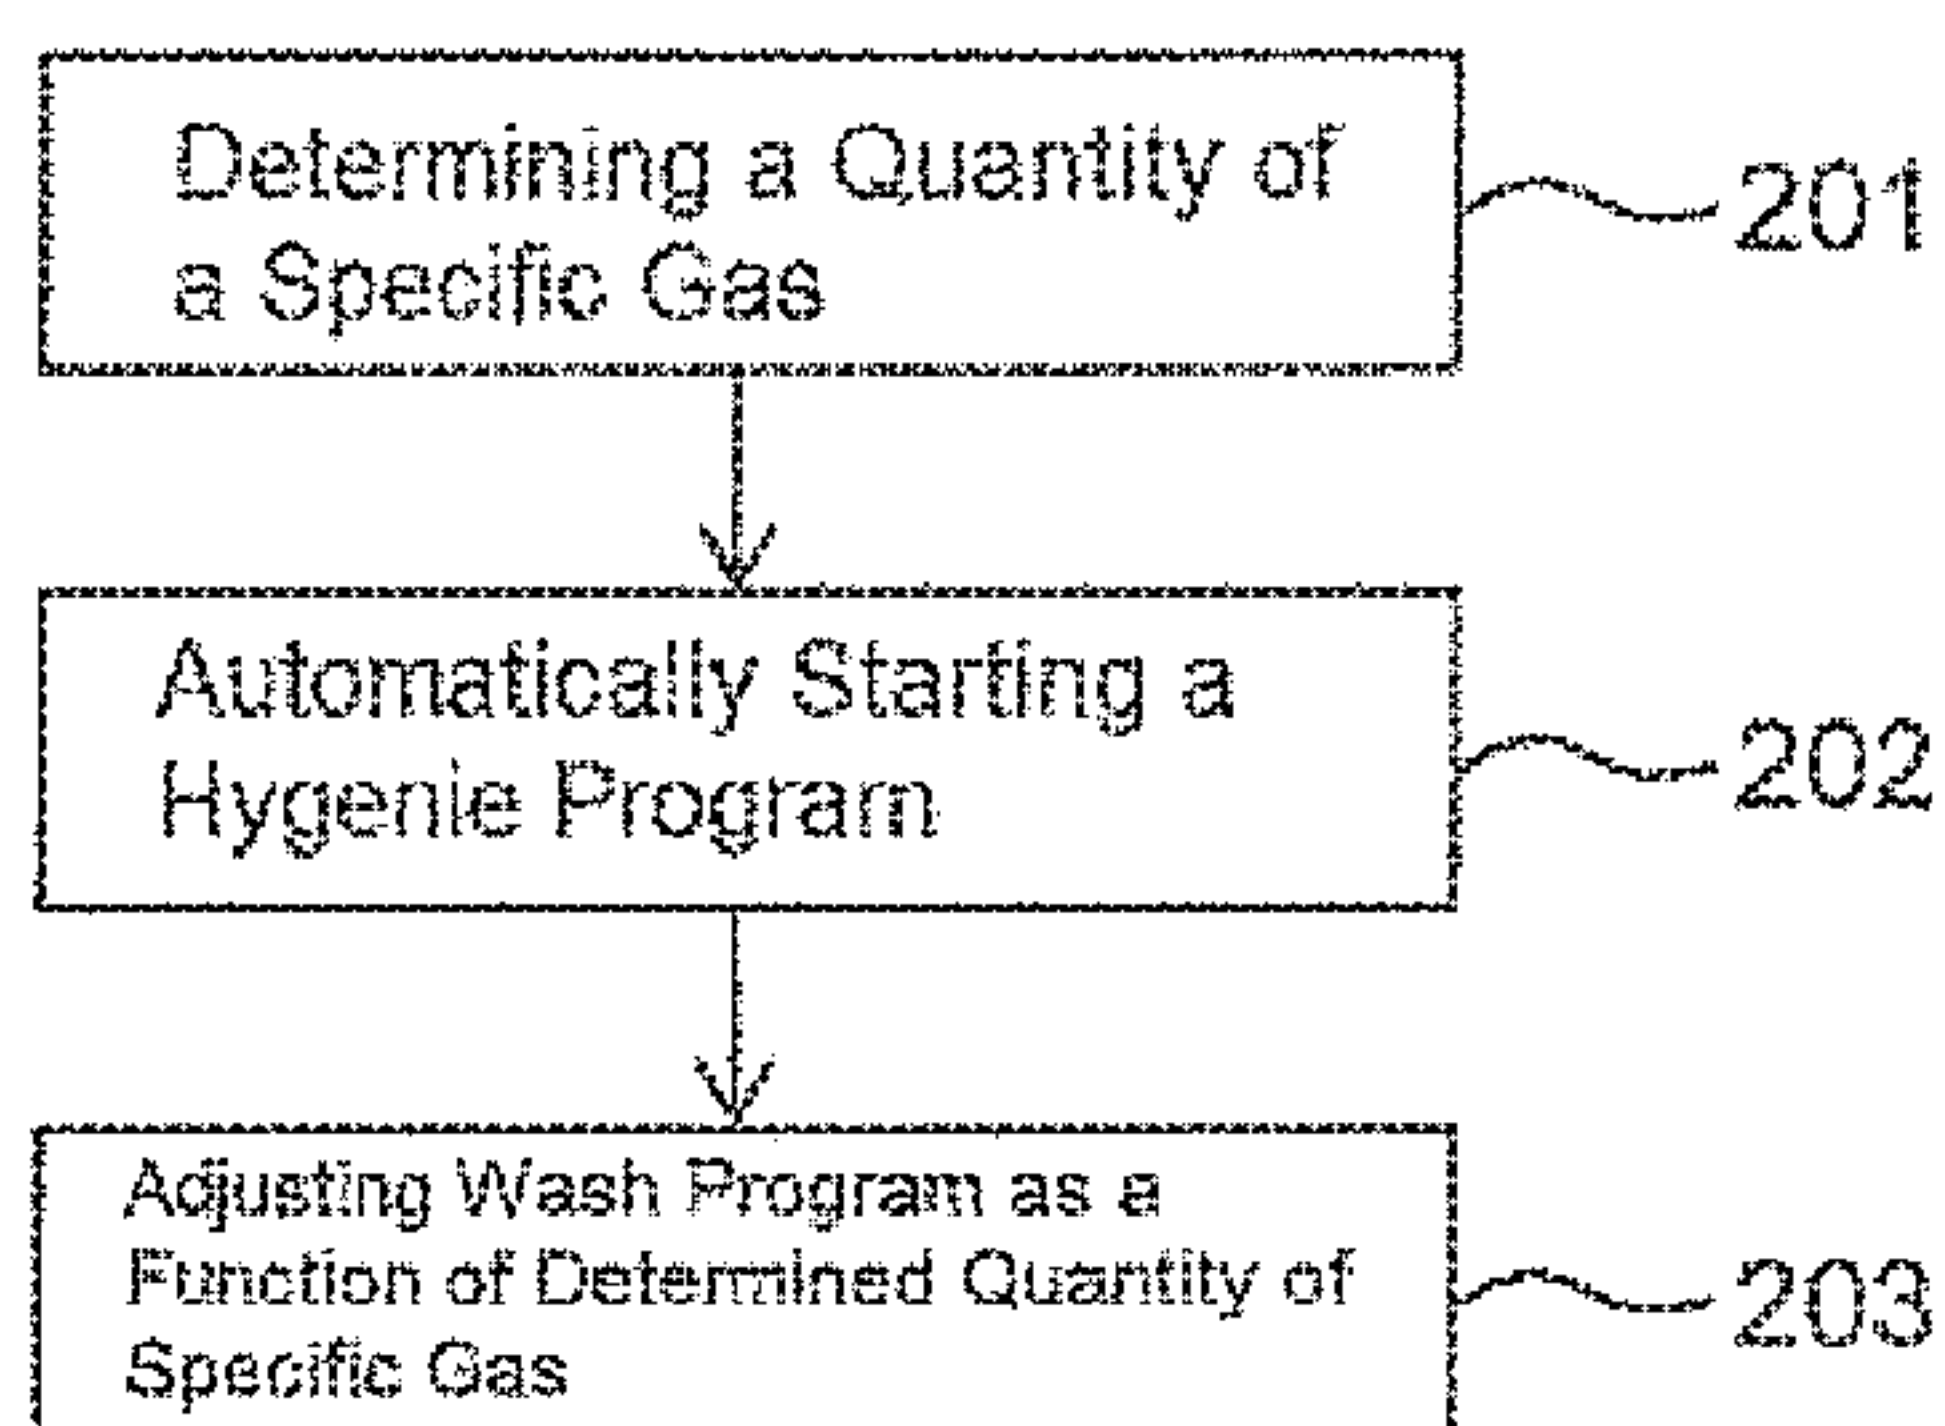 Determining a Quantity of
a Specific Gas
201
Automatically Starting a
Hygenie Program
202
Adjusting Wash Program as a
Function of Determined Quantity of
Specific Gas
203